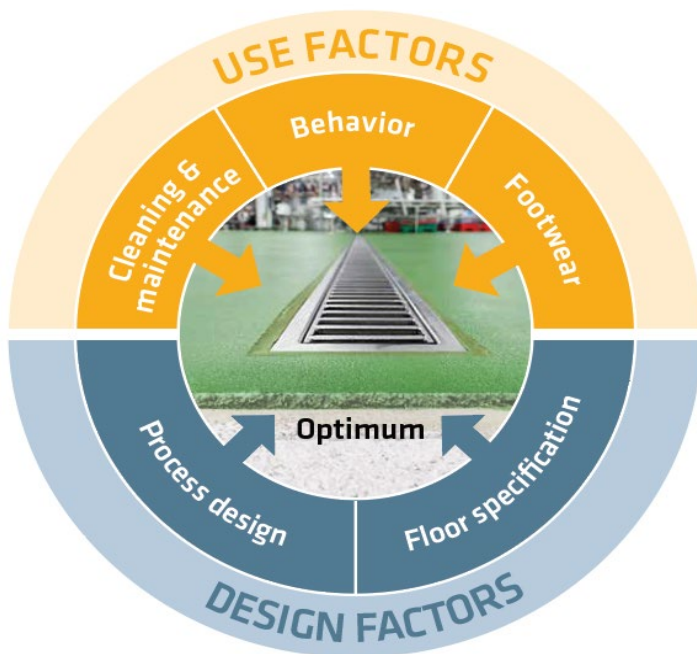 USE FACTORS
Behavior
Cleaning &
maintenance
Footwear
Optimum
Process design
Floor specification
DESIGN FACTORS